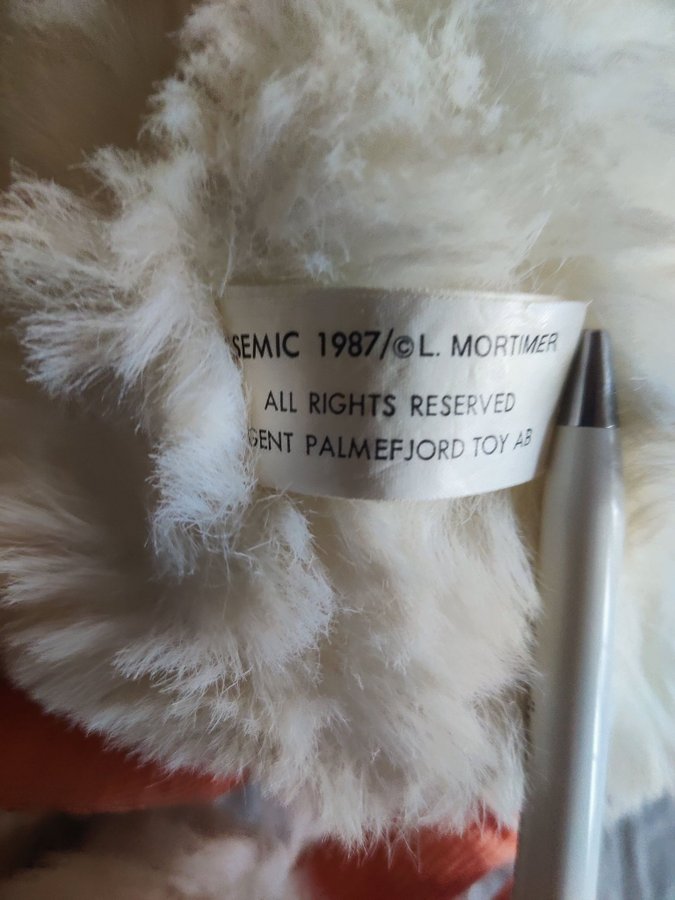 SEMIC 1987/© L. MORTIMER
ALL RIGHTS RESERVED
GENT PALMEFJORD TOY AB